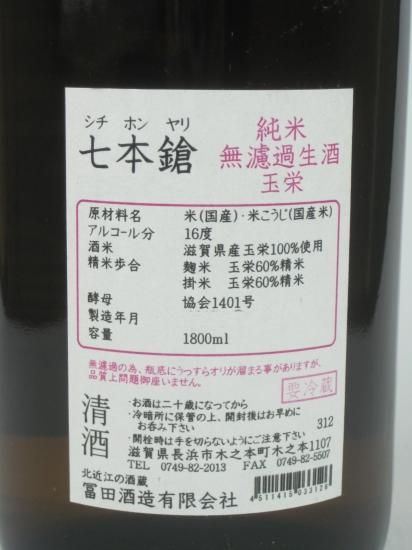 シチ ホン ヤリ
七本鎗
純米
無濾過生酒
玉栄
原材料名 米(国産)・米こうじ(国産米)
アルコール分 16度
酒米 滋賀県産玉栄100%使用
精米歩合 麹米 玉栄60%精米
掛米 玉栄60%精米
酵母 協会1401号
製造年月
容量 1800ml
無濾過の為、瓶底にうっすらオリが溜まる事がありますが、
品質上問題御座いません。
要冷蔵
清酒
・お酒は二十歳になってから
・冷暗所に保管の上、開封後はお早めに
お呑み下さい
・開栓時は手を切らないようにご注意下さい
312
滋賀県長浜市木之本町木之本1107
TEL 0749-82-2013 FAX 0749-82-5507
北近江の酒蔵
冨田酒造有限会社
4511415033126